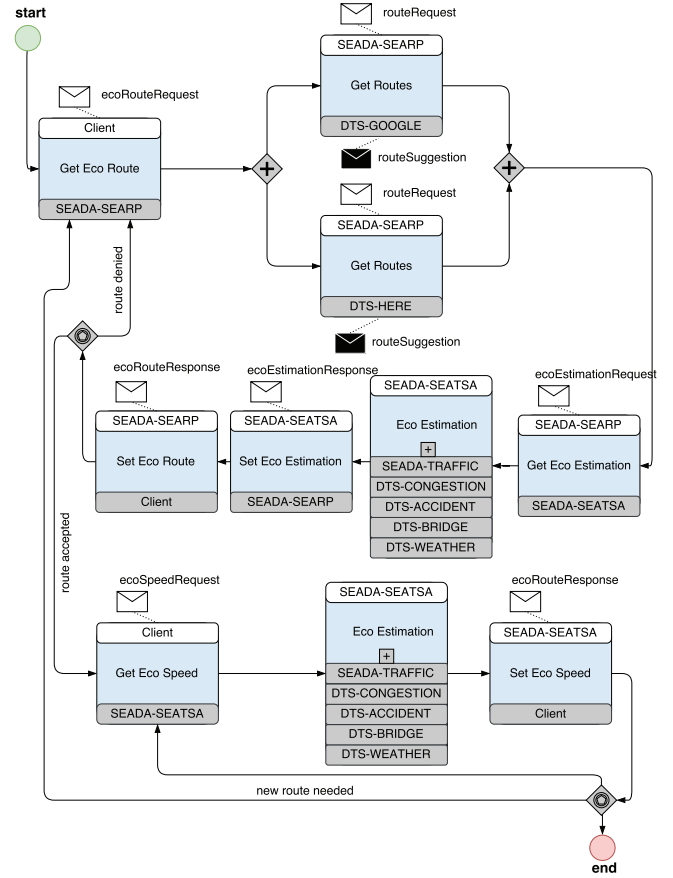 start
ecoRouteRequest
Client
Get Eco Route
SEADA-SEARP
routeRequest
SEADA-SEARP
Get Routes
DTS-GOOGLE
routeSuggestion
routeRequest
SEADA-SEARP
Get Routes
DTS-HERE
routeSuggestion
route denied
ecoRouteResponse
SEADA-SEARP
Set Eco Route
Client
ecoEstimationResponse
SEADA-SEATSA
Set Eco Estimation
SEADA-SEARP
SEADA-SEATSA
Eco Estimation
SEADA-TRAFFIC
DTS-CONGESTION
DTS-ACCIDENT
DTS-BRIDGE
DTS-WEATHER
ecoEstimationRequest
SEADA-SEARP
Get Eco Estimation
SEADA-SEATSA
route accepted
ecoSpeedRequest
Client
Get Eco Speed
SEADA-SEATSA
SEADA-SEATSA
Eco Estimation
SEADA-TRAFFIC
DTS-CONGESTION
DTS-ACCIDENT
DTS-BRIDGE
DTS-WEATHER
ecoRouteResponse
SEADA-SEATSA
Set Eco Speed
Client
new route needed
end